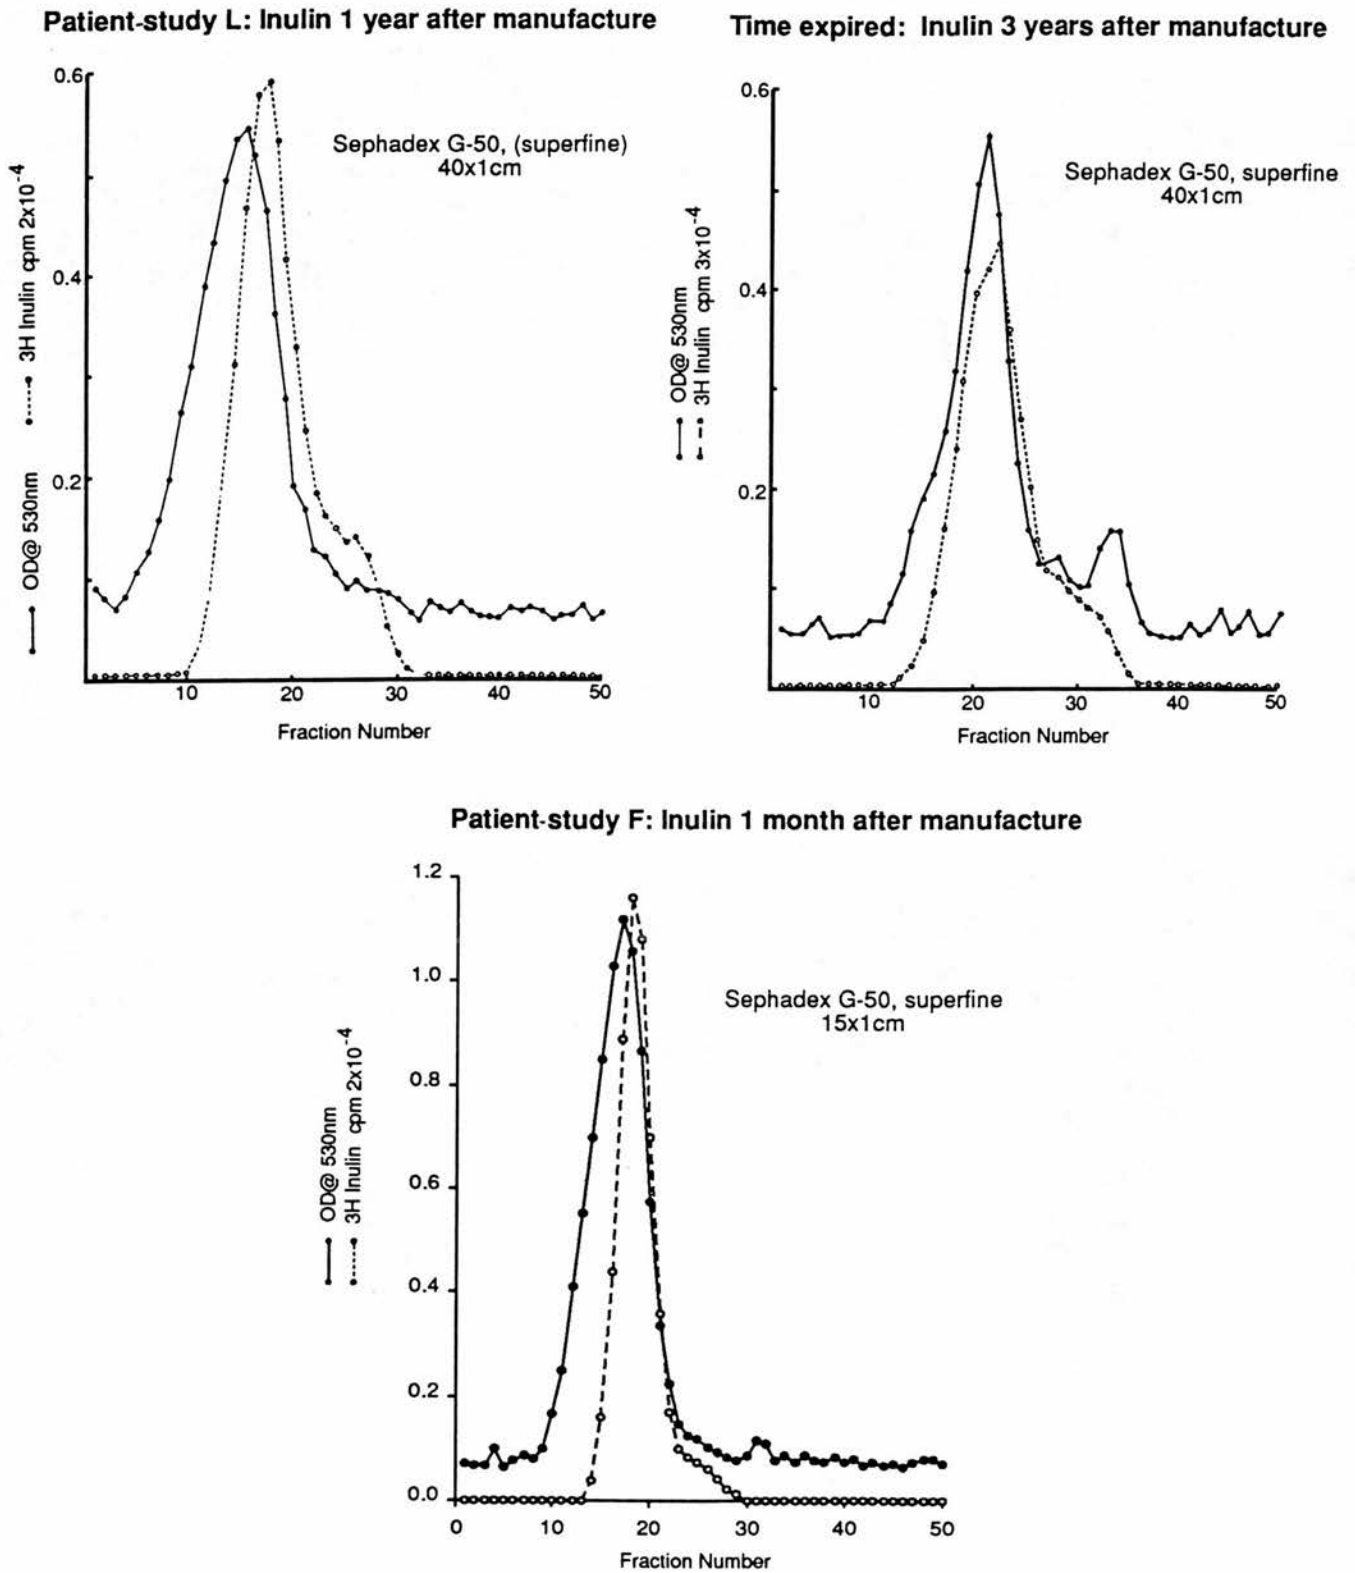 Patient-study L: Inulin 1 year after manufacture
0.6
0.4
0.2
OD@ 530nm 3H Inulin cpm 2x10-4
Sephadex G-50, (superfine)
40x1cm
10 20 30 40 50
Fraction Number
Time expired: Inulin 3 years after manufacture
0.6
0.4
0.2
OD@ 530nm
3H Inulin cpm 3x10-4
Sephadex G-50, superfine
40x1cm
10 20 30 40 50
Fraction Number
Patient-study F: Inulin 1 month after manufacture
1.2
1.0
0.8
0.6
0.4
0.2
0.0
OD@ 530nm
3H Inulin cpm 2x10-4
Sephadex G-50, superfine
15x1cm
0 10 20 30 40 50
Fraction Number